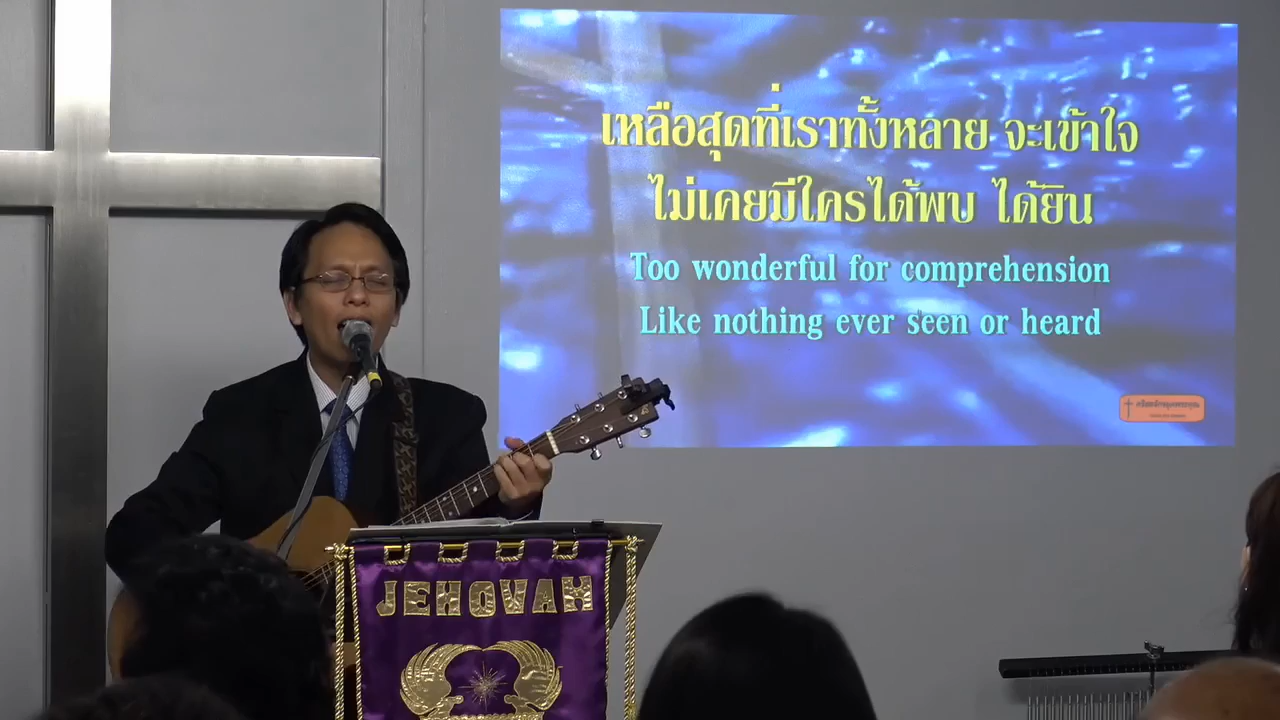 เหลือสุดที่เราทั้งหลาย จะเข้าใจ
ไม่เคยมีใครได้พบ ได้ยิน
Too wonderful for comprehension
Like nothing ever seen or heard
JEHOVAH